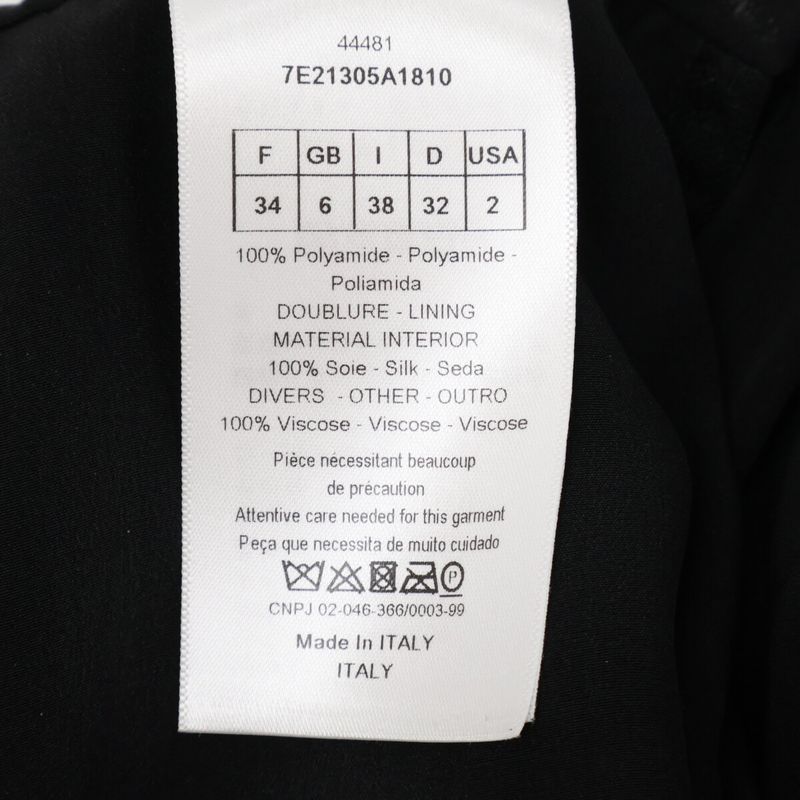 44481
7E21305A1810
F GB I D USA
34 6 38 32 2
100% Polyamide - Polyamide -
Poliamida
DOUBLURE - LINING
MATERIAL INTERIOR
100% Soie - Silk - Seda
DIVERS - OTHER - OUTRO
100% Viscose - Viscose - Viscose
Pièce nécessitant beaucoup
de précaution
Attentive care needed for this garment
Peça que necessita de muito cuidado
P
CNPJ 02-046-366/0003-99
Made In ITALY
ITALY